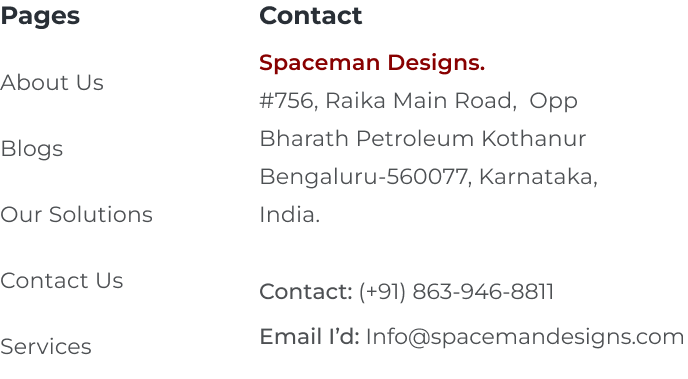 Pages
About Us
Blogs
Our Solutions
Contact Us
Services
Contact
Spaceman Designs.
#756, Raika Main Road,  Opp
Bharath Petroleum Kothanur
Bengaluru-560077, Karnataka,
India.
Contact: (+91) 863-946-8811
Email I’d: Info@spacemandesigns.com